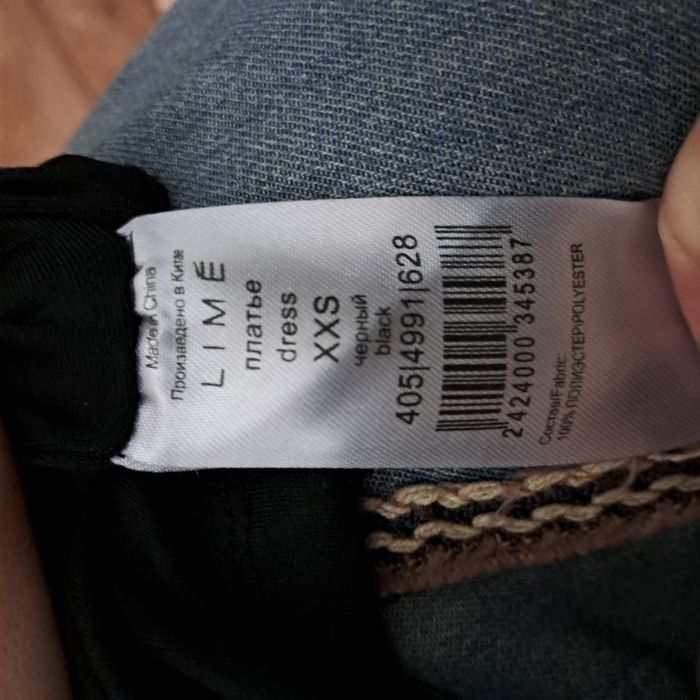 Made in China
Произведено в Китае
LIMÉ
платье
dress
XXS
черный
black
405|4991|628
2 424000 345387
Состав/Fabric:
100% ПОЛИЭСТЕР\POLYESTER